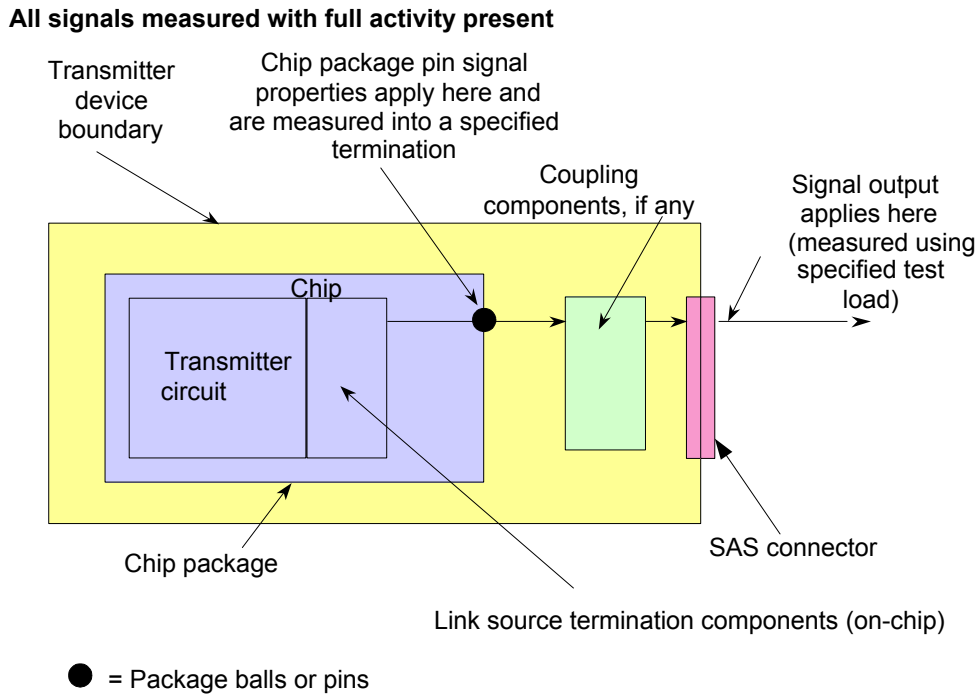 All signals measured with full activity present
Transmitter
device
boundary
Chip package pin signal
properties apply here and
are measured into a specified
termination
Coupling
components, if any
Signal output
applies here
(measured using
specified test
load)
Chip
Transmitter
circuit
SAS connector
Chip package
Link source termination components (on-chip)
= Package balls or pins